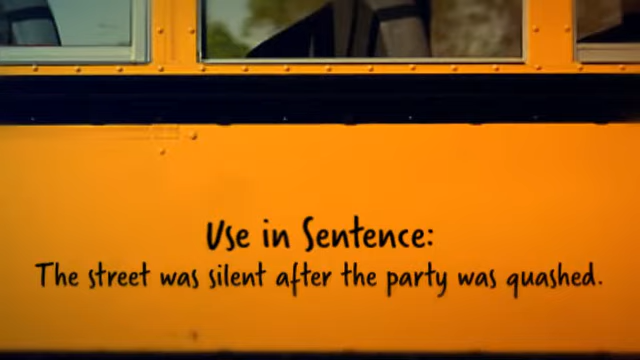 Use in Sentence:
The street was silent after the party was quashed.